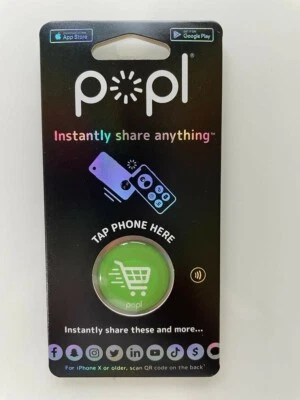 App Store
Google Play
popl
Instantly share anything™
TAP PHONE HERE
popl
Instantly share these and more...
For iPhone X or older, scan QR code on the back*